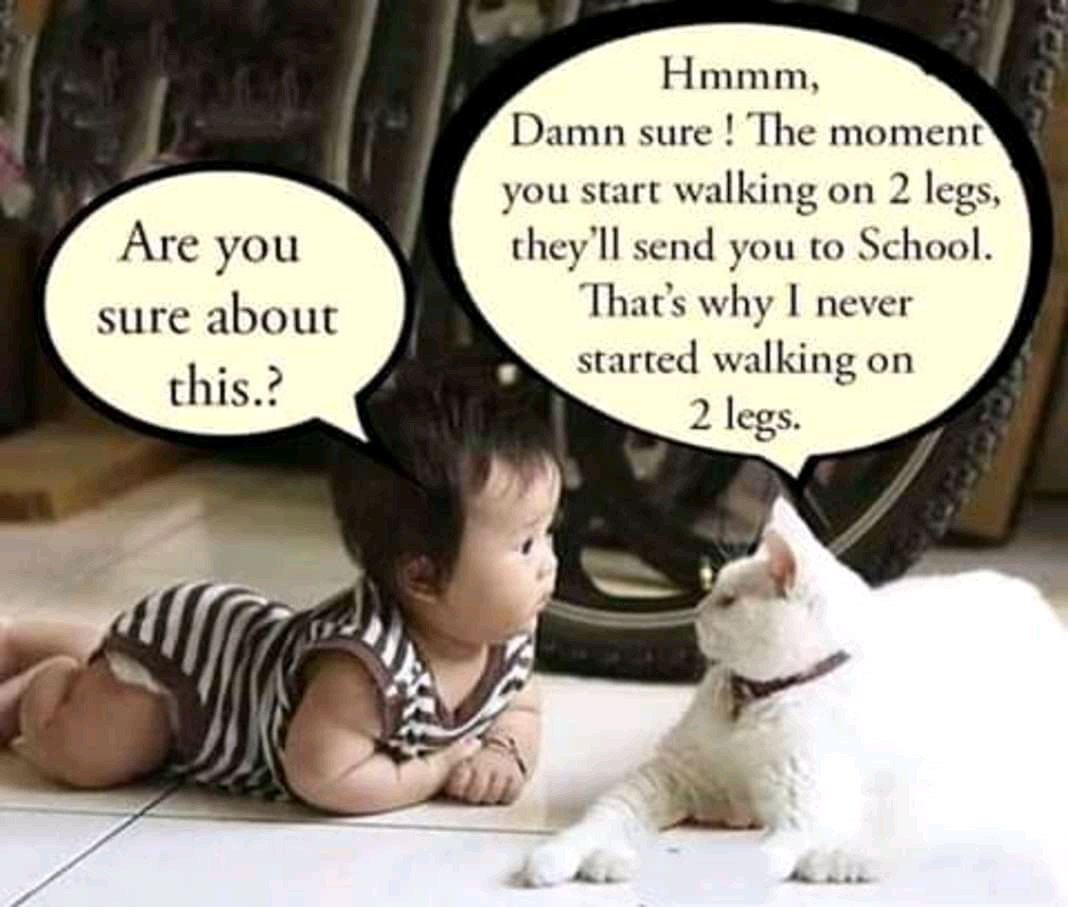 Are you
sure about
this.?
Hmmm,
Damn sure ! The moment
you start walking on 2 legs,
they'll send you to School.
That's why I never
started walking on
2 legs.